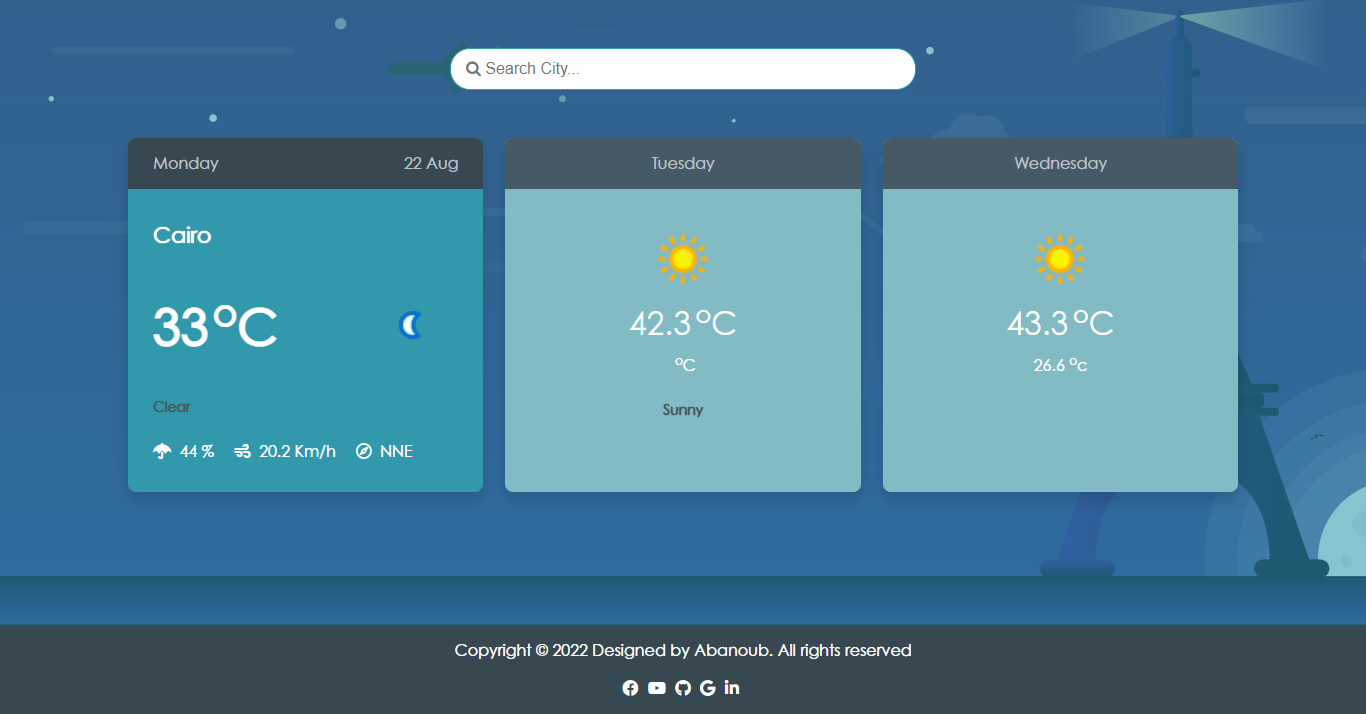 Search City...
Monday 22 Aug
Cairo
33°C
Clear
44 % 20.2 Km/h NNE
Tuesday
42.3°C
°C
Sunny
Wednesday
43.3°C
26.6 °c
Copyright © 2022 Designed by Abanoub. All rights reserved